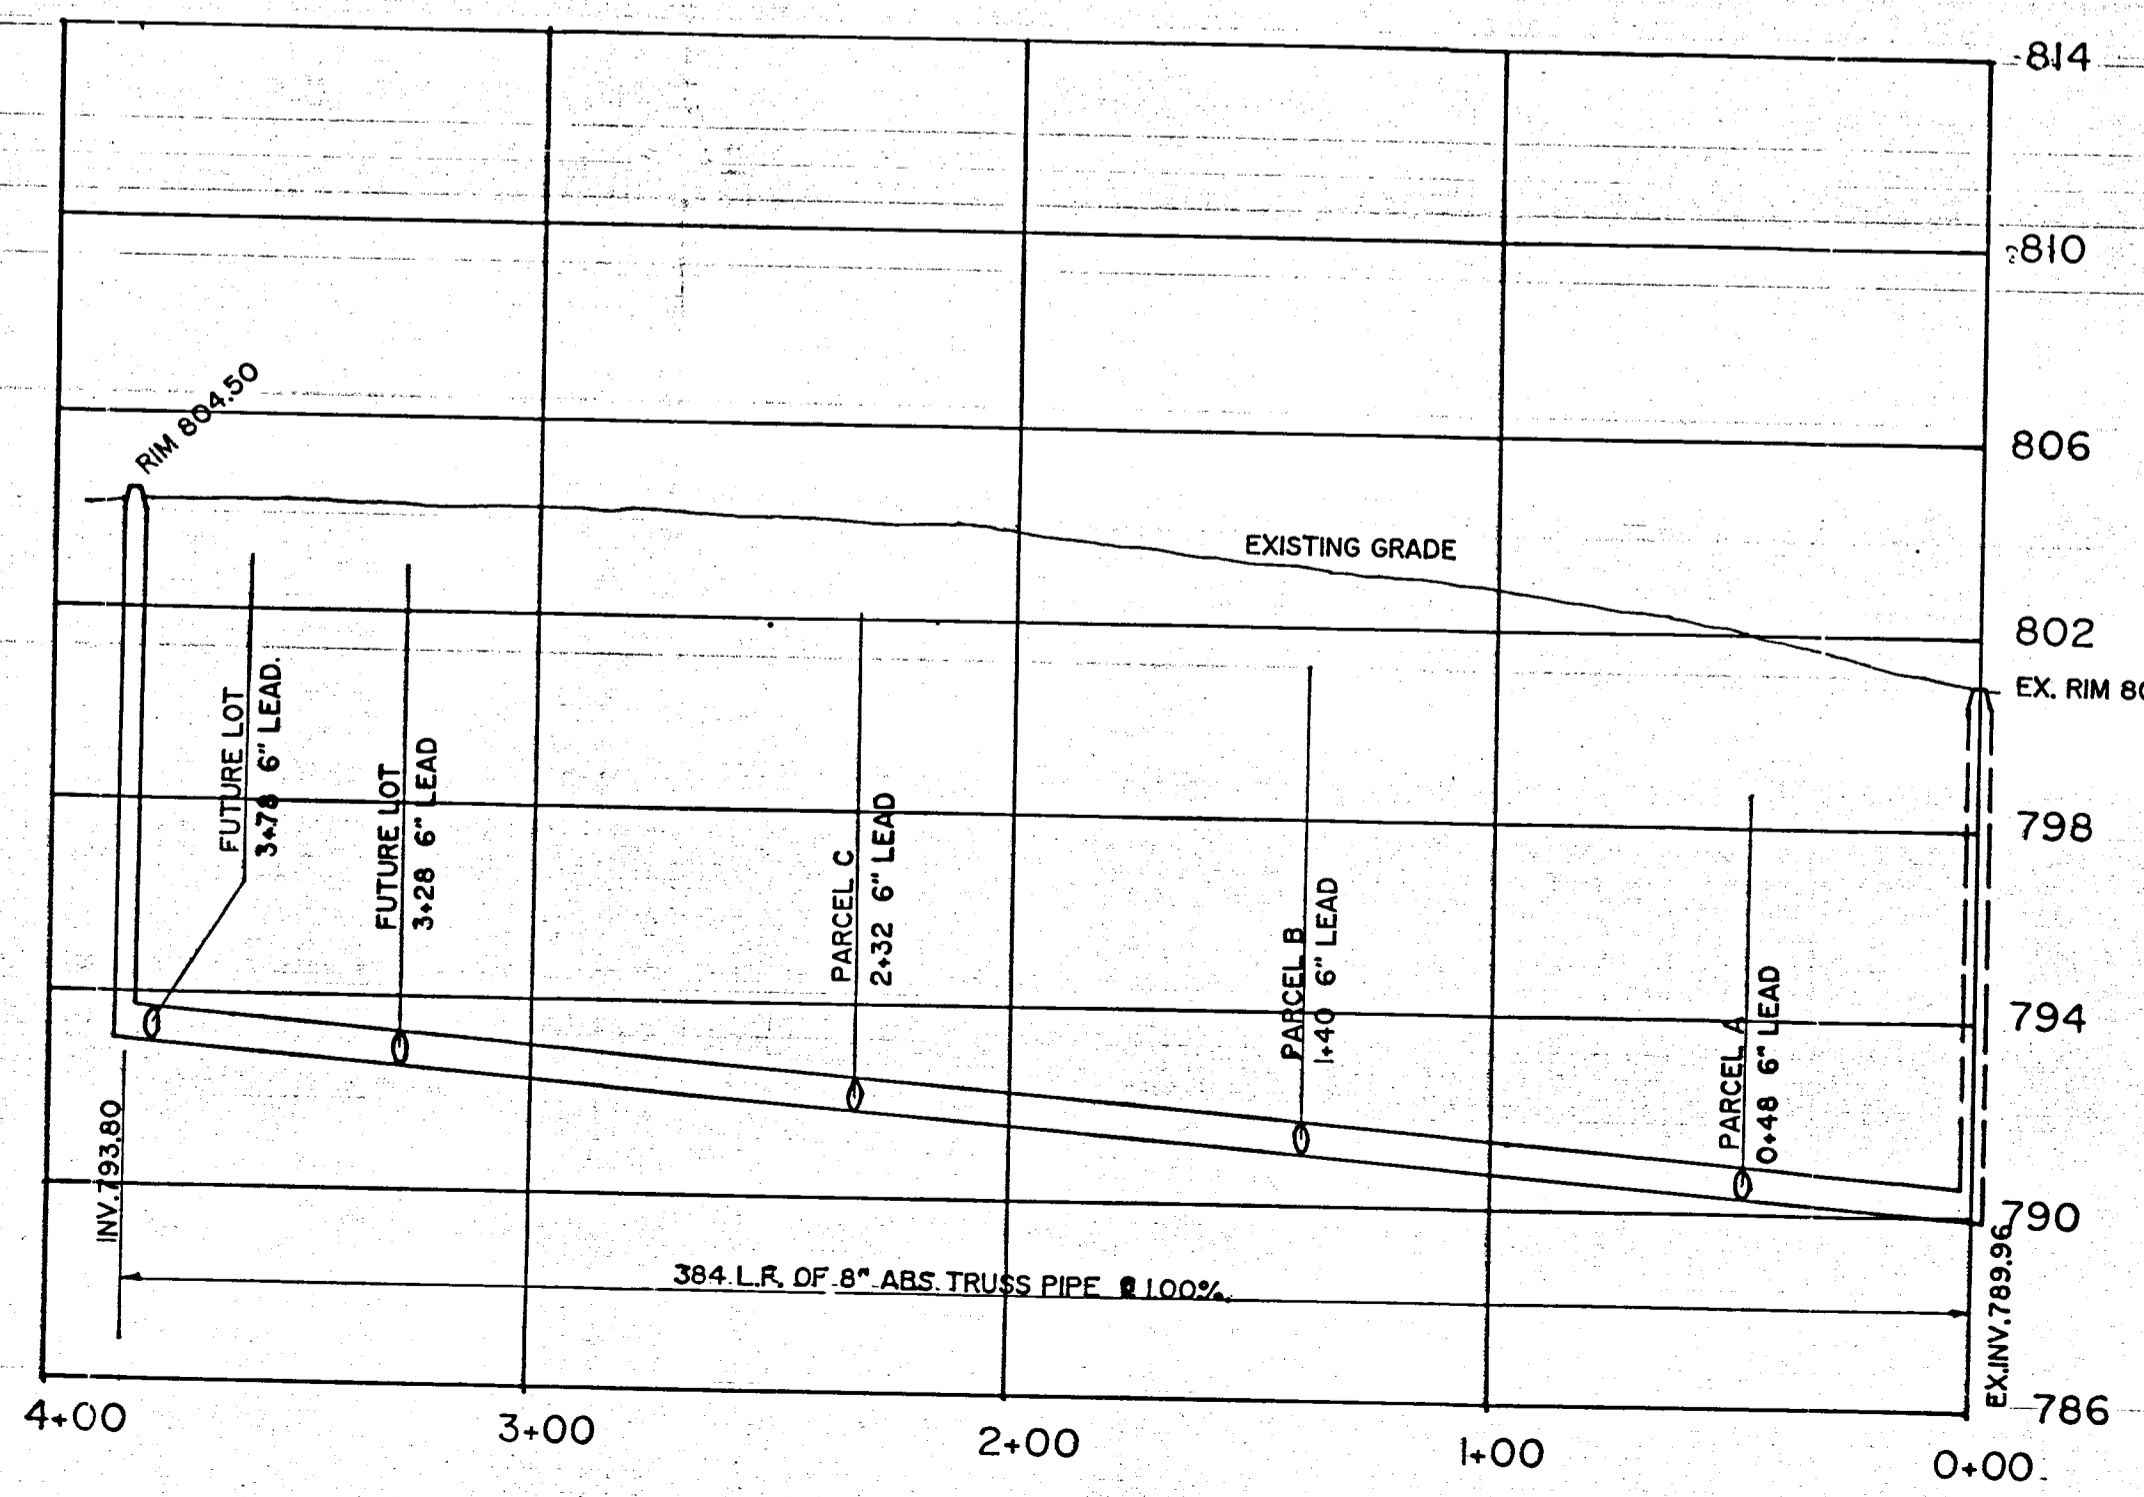 814
810
RIM 804.50
806
EXISTING GRADE
802
EX. RIM 80
FUTURE LOT
3+78 6" LEAD.
FUTURE LOT
3+28 6" LEAD
PARCEL C
2+32 6" LEAD
PARCEL B
1+40 6" LEAD
PARCEL A
0+48 6" LEAD
798
794
790
INV. 793.80
384 L.F. OF 8" ABS. TRUSS PIPE @ 1.00%
EX. INV. 789.96
786
4+00
3+00
2+00
1+00
0+00